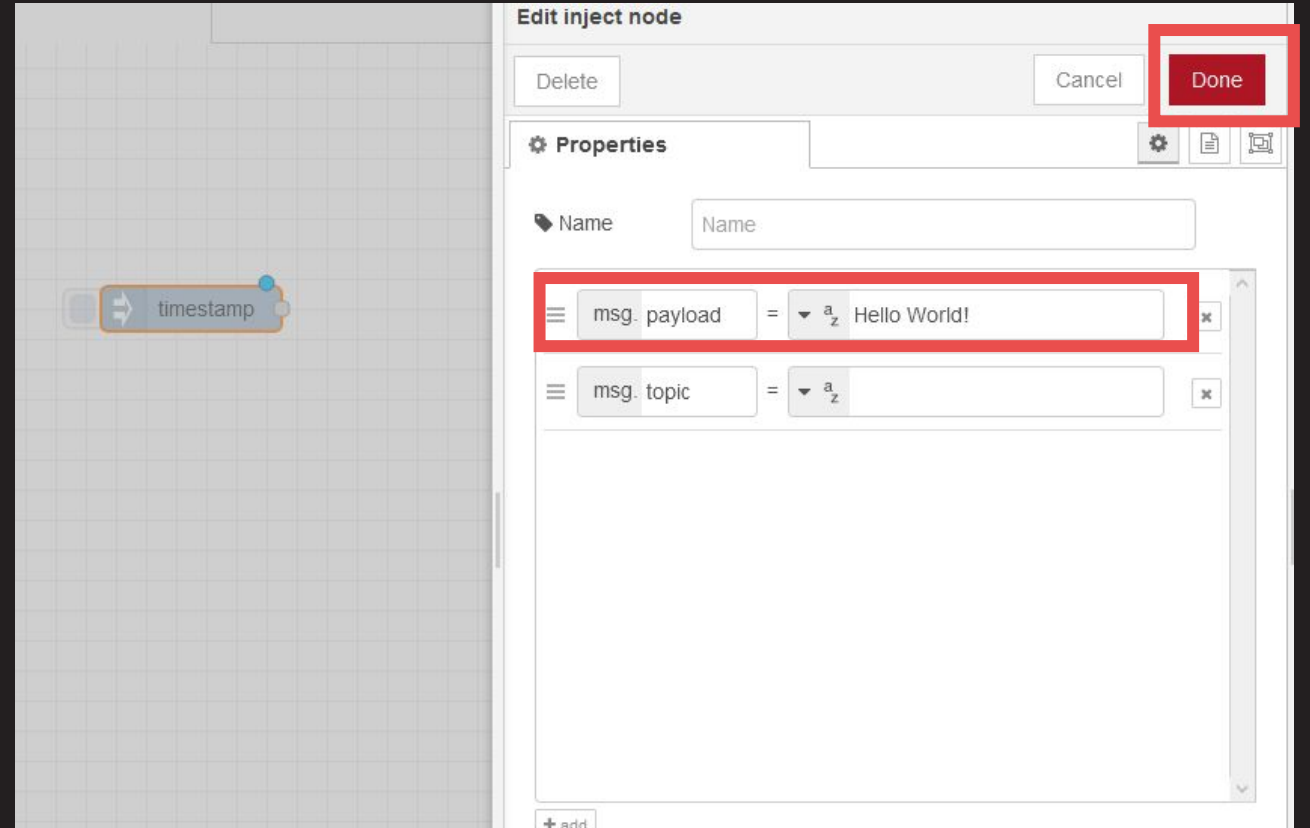 Edit inject node
Delete
Cancel
Done
Properties
Name
Name
timestamp
msg. payload = a z Hello World!
msg. topic = a z
+ add